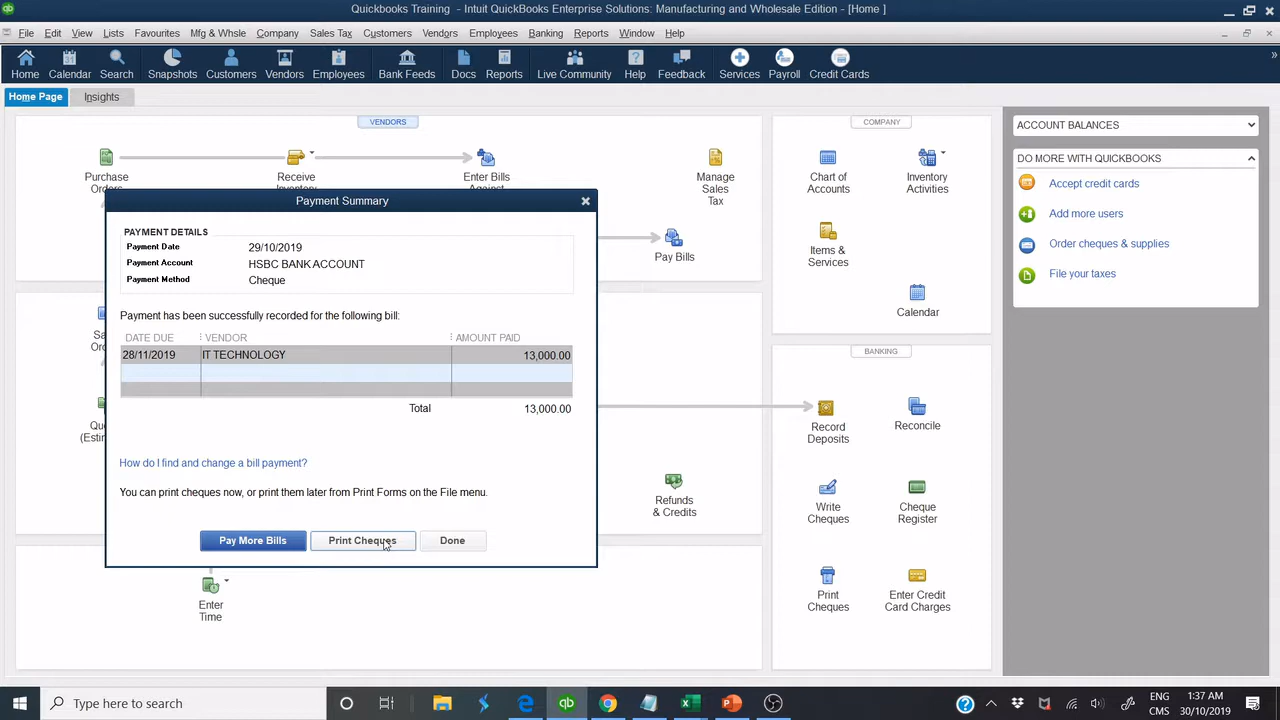 Quickbooks Training - Intuit QuickBooks Enterprise Solutions: Manufacturing and Wholesale Edition - [Home ]
File Edit View Lists Favourites Mfg & Whsle Company Sales Tax Customers Vendors Employees Banking Reports Window Help
Home Calendar Search Snapshots Customers Vendors Employees Bank Feeds Docs Reports Live Community Help Feedback Services Payroll Credit Cards
Home Page Insights
VENDORS
COMPANY
ACCOUNT BALANCES
DO MORE WITH QUICKBOOKS
Accept credit cards
Add more users
Order cheques & supplies
File your taxes
Purchase
Orders
Receive
Inventory
Enter Bills
Against
Manage
Sales
Tax
Pay Bills
Chart of
Accounts
Inventory
Activities
Items &
Services
Calendar
Payment Summary
PAYMENT DETAILS
Payment Date 29/10/2019
Payment Account HSBC BANK ACCOUNT
Payment Method Cheque
Payment has been successfully recorded for the following bill:
DATE DUE VENDOR AMOUNT PAID
28/11/2019 IT TECHNOLOGY 13,000.00
Total 13,000.00
How do I find and change a bill payment?
You can print cheques now, or print them later from Print Forms on the File menu.
Pay More Bills Print Cheques Done
Refunds
& Credits
Enter
Time
BANKING
Record
Deposits
Reconcile
Write
Cheques
Cheque
Register
Print
Cheques
Enter Credit
Card Charges
Type here to search
ENG
CMS
1:37 AM
30/10/2019